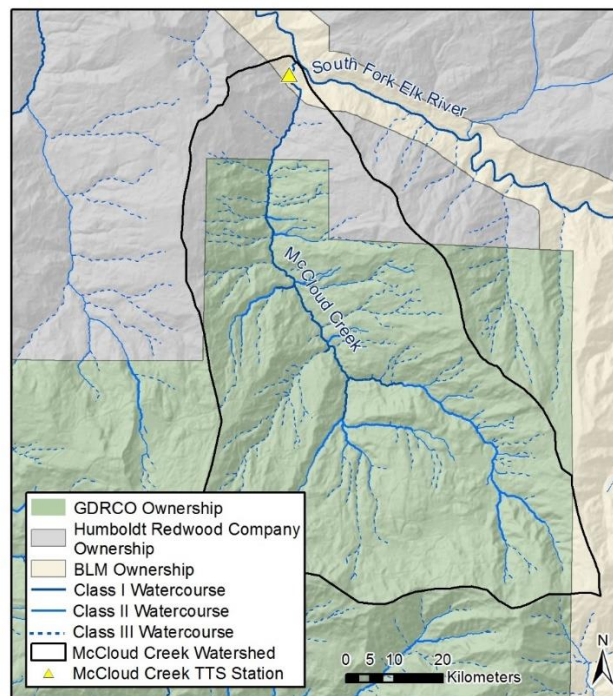 South Fork Elk River
McCloud Creek
GDRCO Ownership
Humboldt Redwood Company
Ownership
BLM Ownership
Class I Watercourse
Class II Watercourse
Class III Watercourse
McCloud Creek Watershed
McCloud Creek TTS Station
0 5 10 20
Kilometers
N